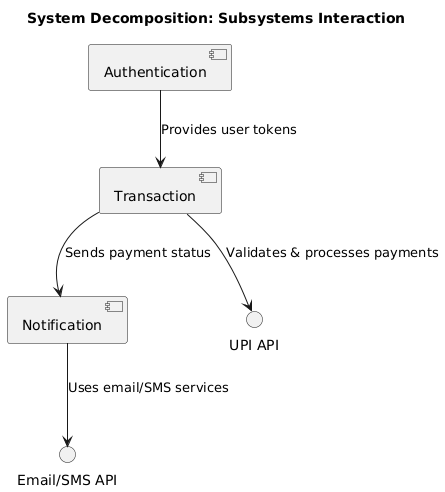 System Decomposition: Subsystems Interaction
Authentication
Provides user tokens
Transaction
Sends payment status
Validates & processes payments
Notification
UPI API
Uses email/SMS services
Email/SMS API